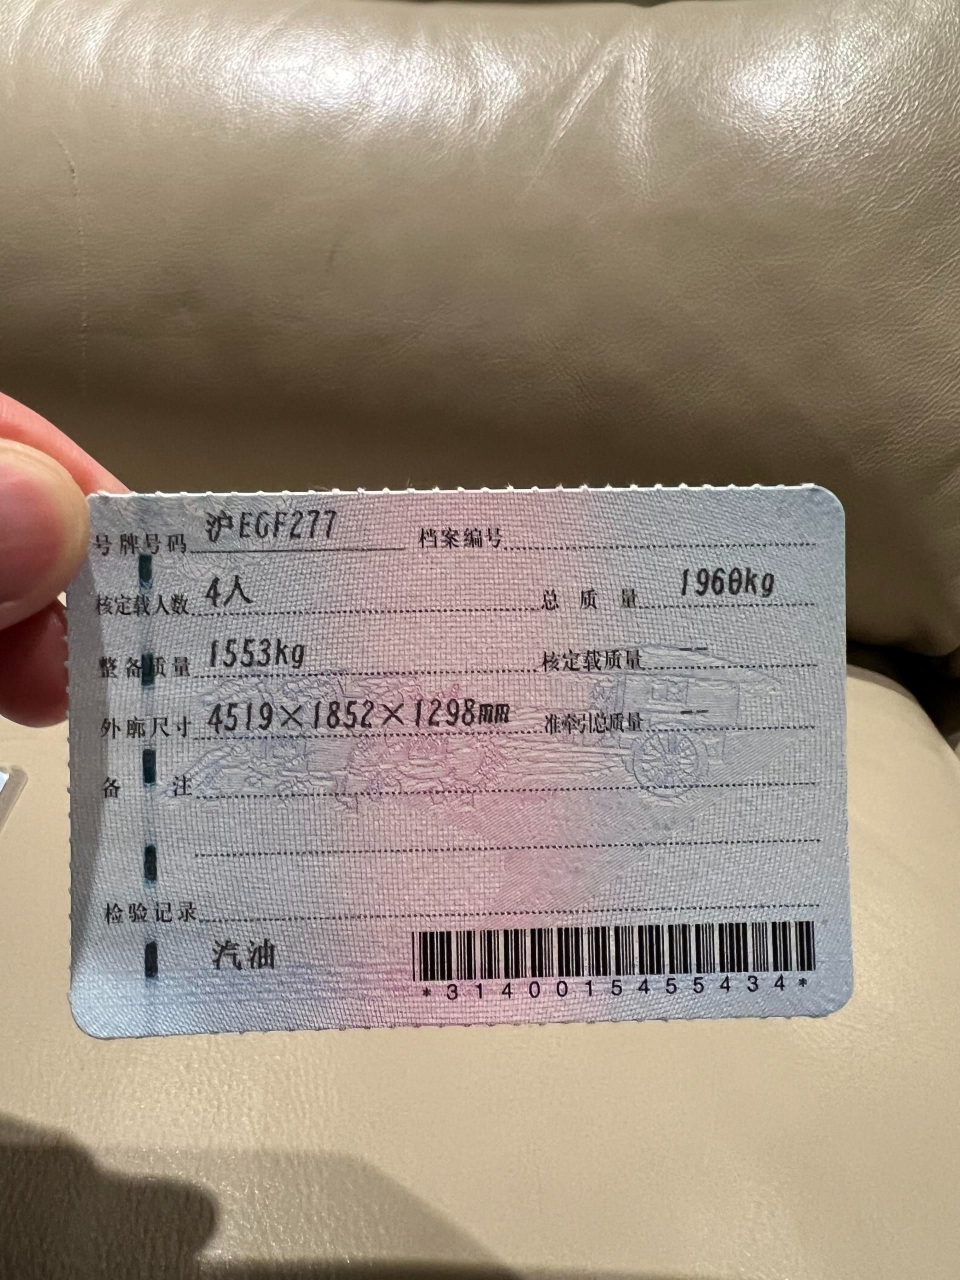 号牌号码 沪EGF277 档案编号
核定载人数 4人 总质量 1960kg
整备质量 1553kg 核定载质量 --
外廓尺寸 4519×1852×1298mm 准牵引总质量 --
备注
检验记录
汽油
*3140015455434*